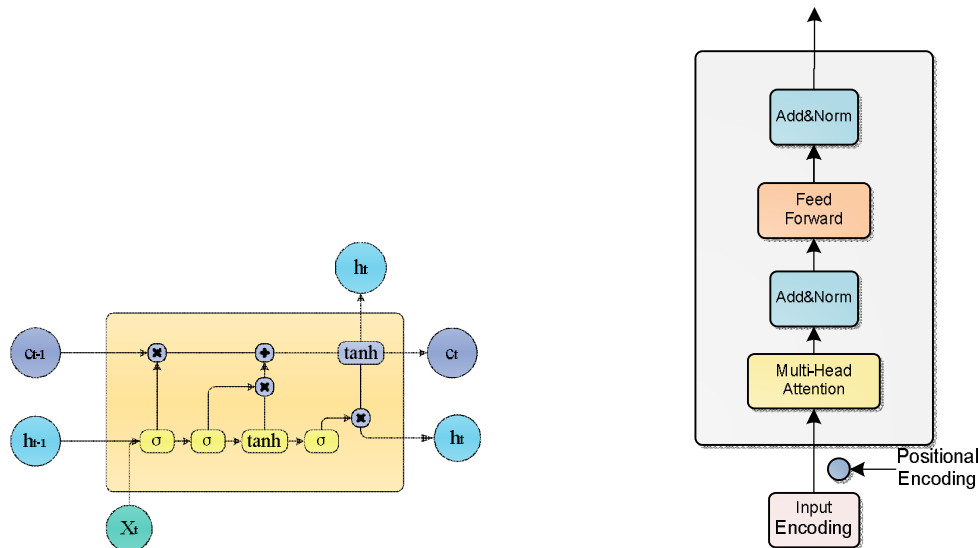 ht
ct-1
tanh
ct
ht-1
σ
σ
tanh
σ
ht
Xt
Add&Norm
Feed
Forward
Add&Norm
Multi-Head
Attention
Positional
Encoding
Input
Encoding